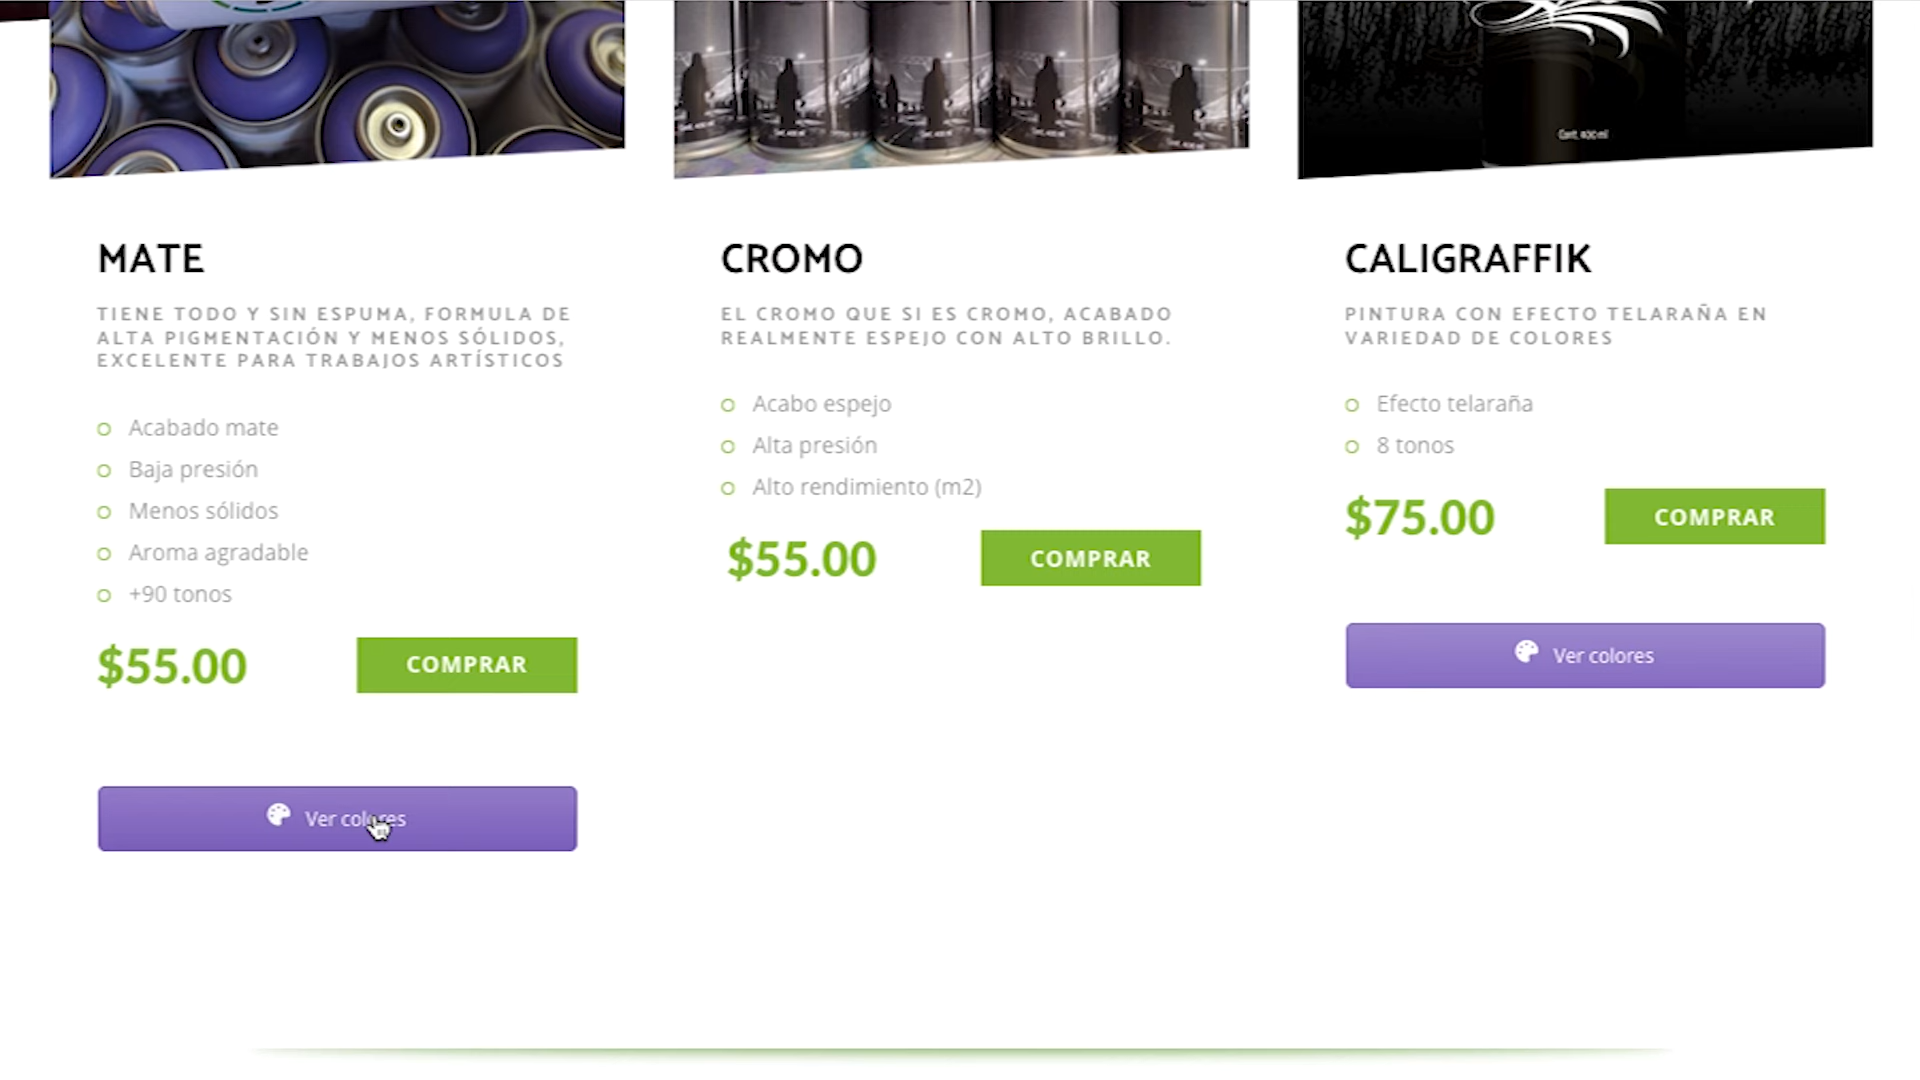 Cont. 400 ml
MATE
TIENE TODO Y SIN ESPUMA, FORMULA DE
ALTA PIGMENTACIÓN Y MENOS SÓLIDOS,
EXCELENTE PARA TRABAJOS ARTÍSTICOS
Acabado mate
Baja presión
Menos sólidos
Aroma agradable
+90 tonos
$55.00
COMPRAR
Ver colores
CROMO
EL CROMO QUE SI ES CROMO, ACABADO
REALMENTE ESPEJO CON ALTO BRILLO.
Acabo espejo
Alta presión
Alto rendimiento (m2)
$55.00
COMPRAR
CALIGRAFFIK
PINTURA CON EFECTO TELARAÑA EN
VARIEDAD DE COLORES
Efecto telaraña
8 tonos
$75.00
COMPRAR
Ver colores